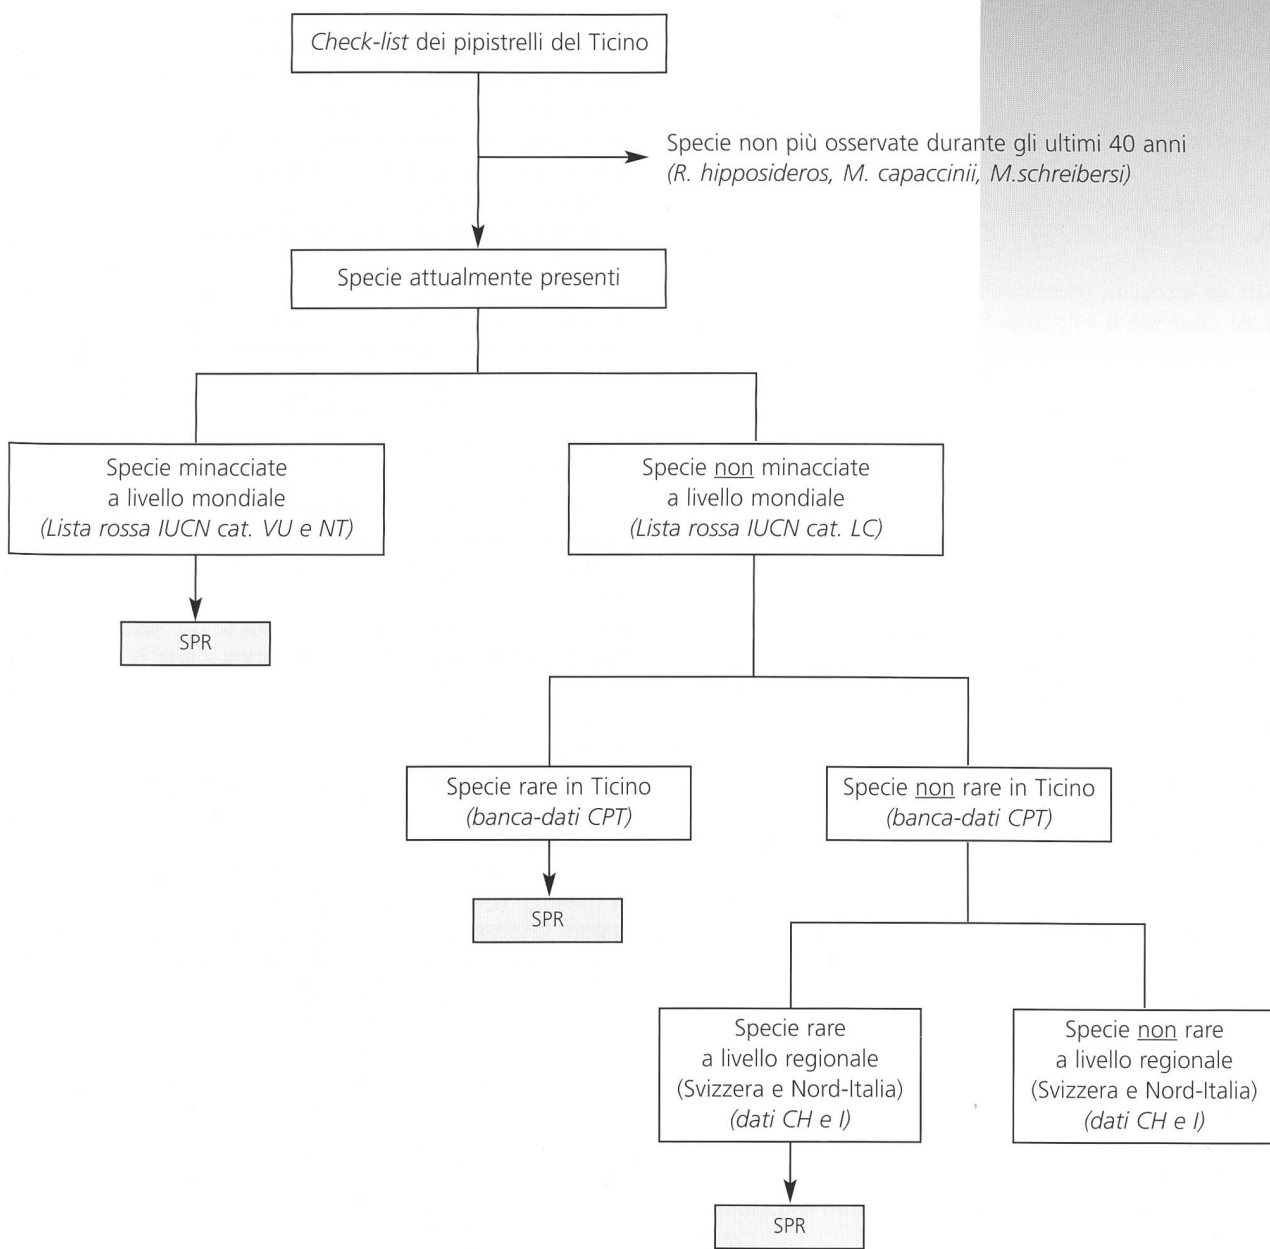 Check-list dei pipistrelli del Ticino
Specie non più osservate durante gli ultimi 40 anni
(R. hipposideros, M. capaccinii, M.schreibersi)
Specie attualmente presenti
Specie minacciate
a livello mondiale
(Lista rossa IUCN cat. VU e NT)
Specie non minacciate
a livello mondiale
(Lista rossa IUCN cat. LC)
SPR
Specie rare in Ticino
(banca-dati CPT)
Specie non rare in Ticino
(banca-dati CPT)
SPR
Specie rare
a livello regionale
(Svizzera e Nord-Italia)
(dati CH e I)
Specie non rare
a livello regionale
(Svizzera e Nord-Italia)
(dati CH e I)
SPR